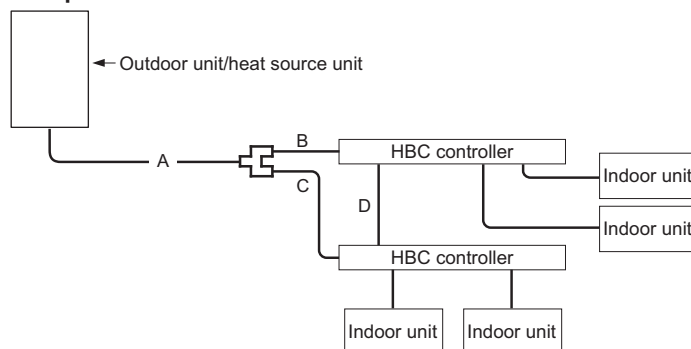 Outdoor unit/heat source unit
A
B
HBC controller
C
Indoor unit
D
Indoor unit
HBC controller
Indoor unit
Indoor unit